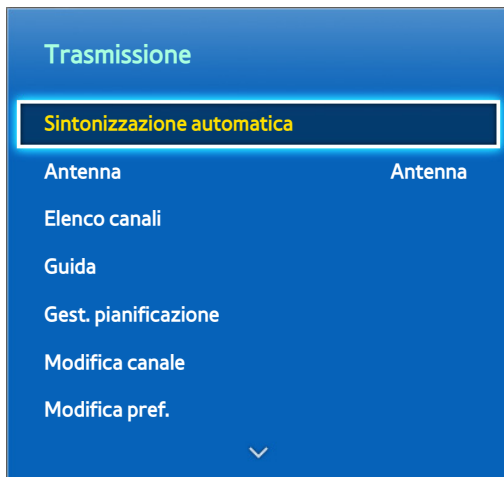 Trasmissione
Sintonizzazione automatica
Antenna Antenna
Elenco canali
Guida
Gest. pianificazione
Modifica canale
Modifica pref.